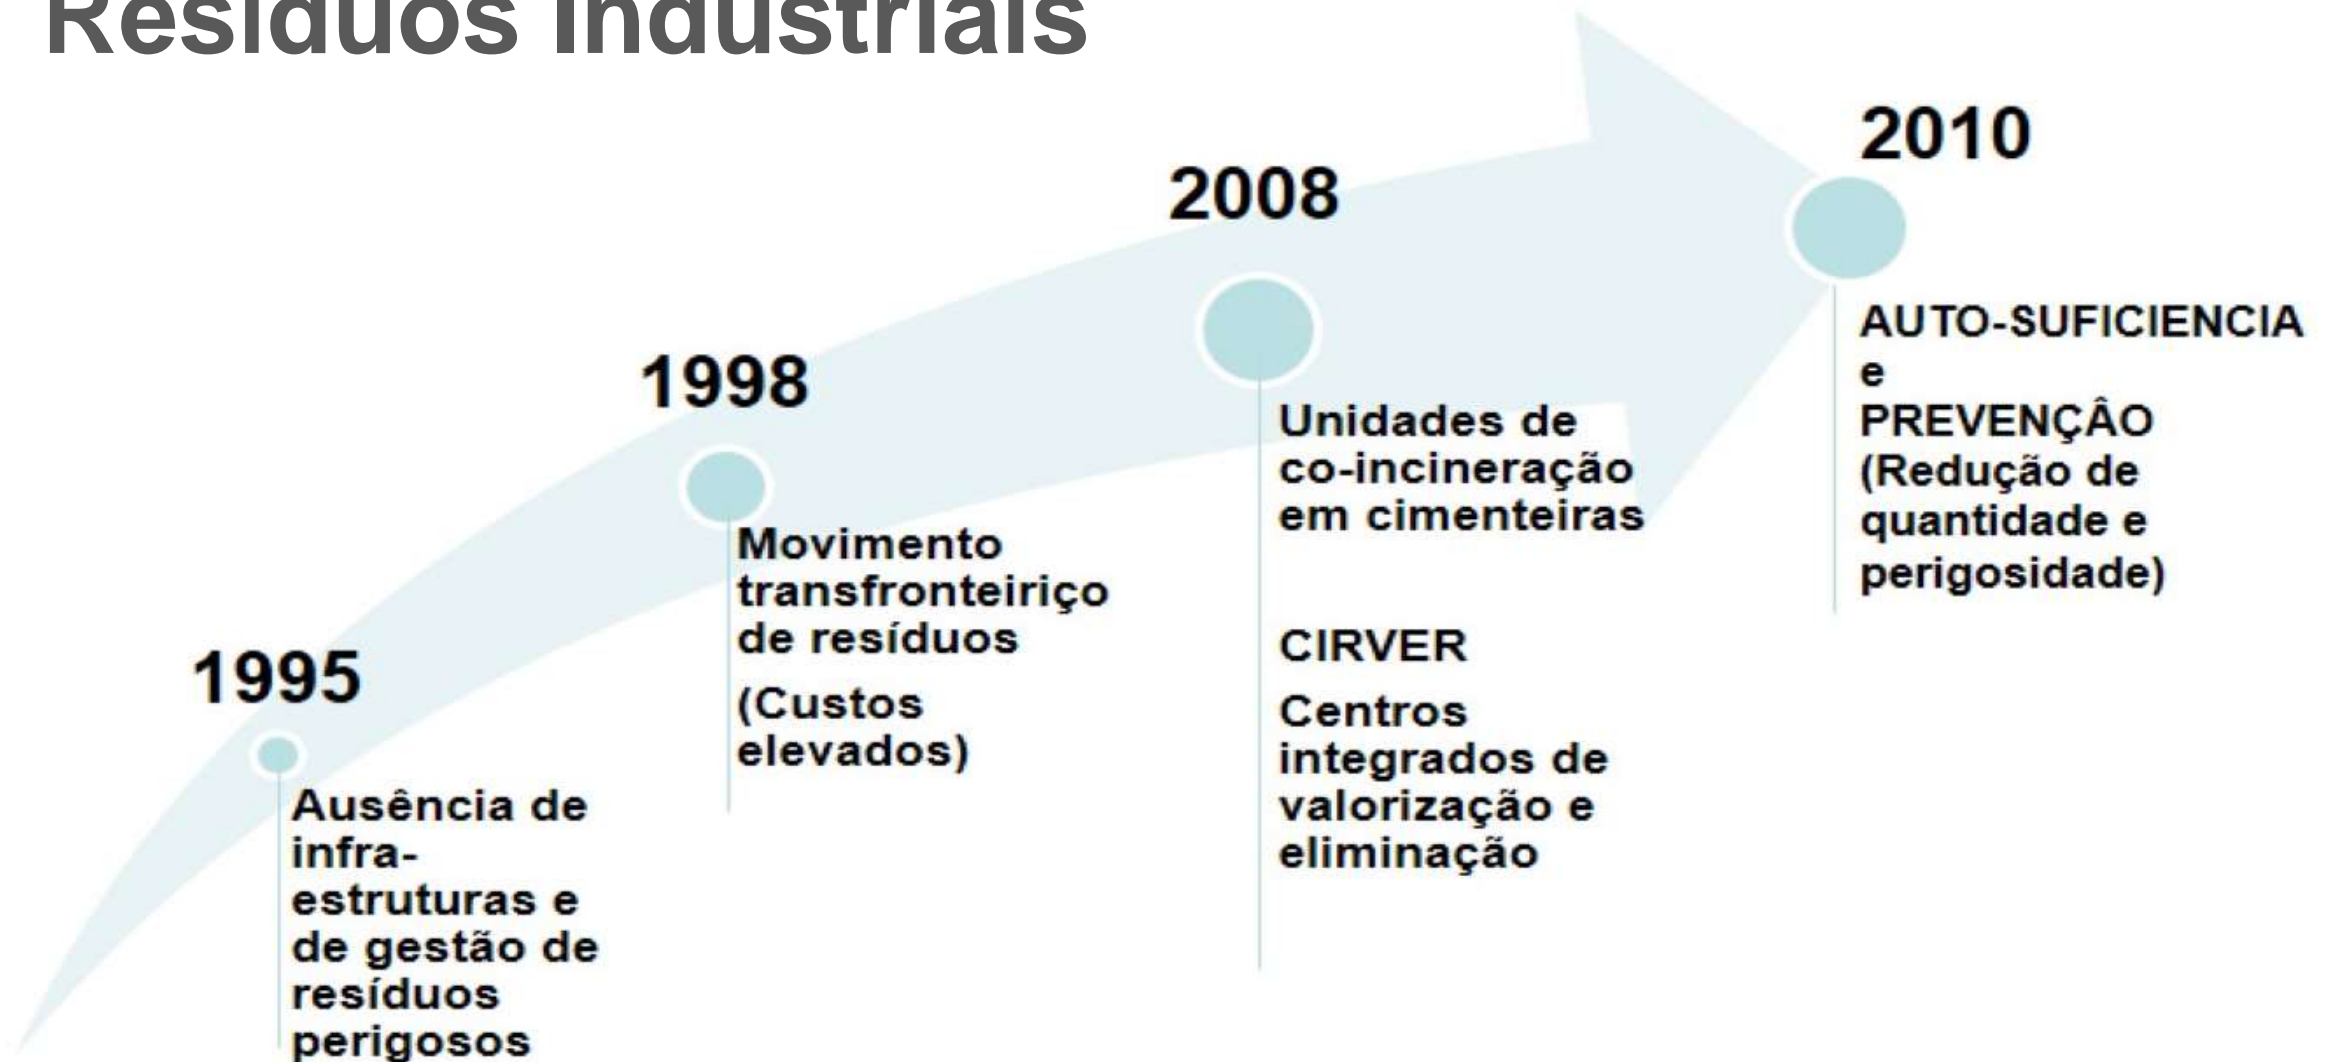 Resíduos Industriais
1995
Ausência de
infra-
estruturas e
de gestão de
resíduos
perigosos
1998
Movimento
transfronteiriço
de resíduos
(Custos
elevados)
2008
Unidades de
co-incineração
em cimenteiras
CIRVER
Centros
integrados de
valorização e
eliminação
2010
AUTO-SUFICIENCIA
e
PREVENÇÂO
(Redução de
quantidade e
perigosidade)